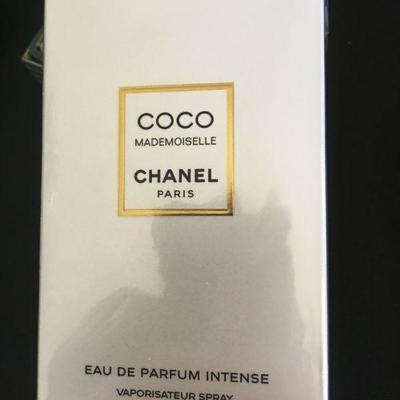 COCO
MADEMOISELLE
CHANEL
PARIS
EAU DE PARFUM INTENSE
VAPORISATEUR SPRAY